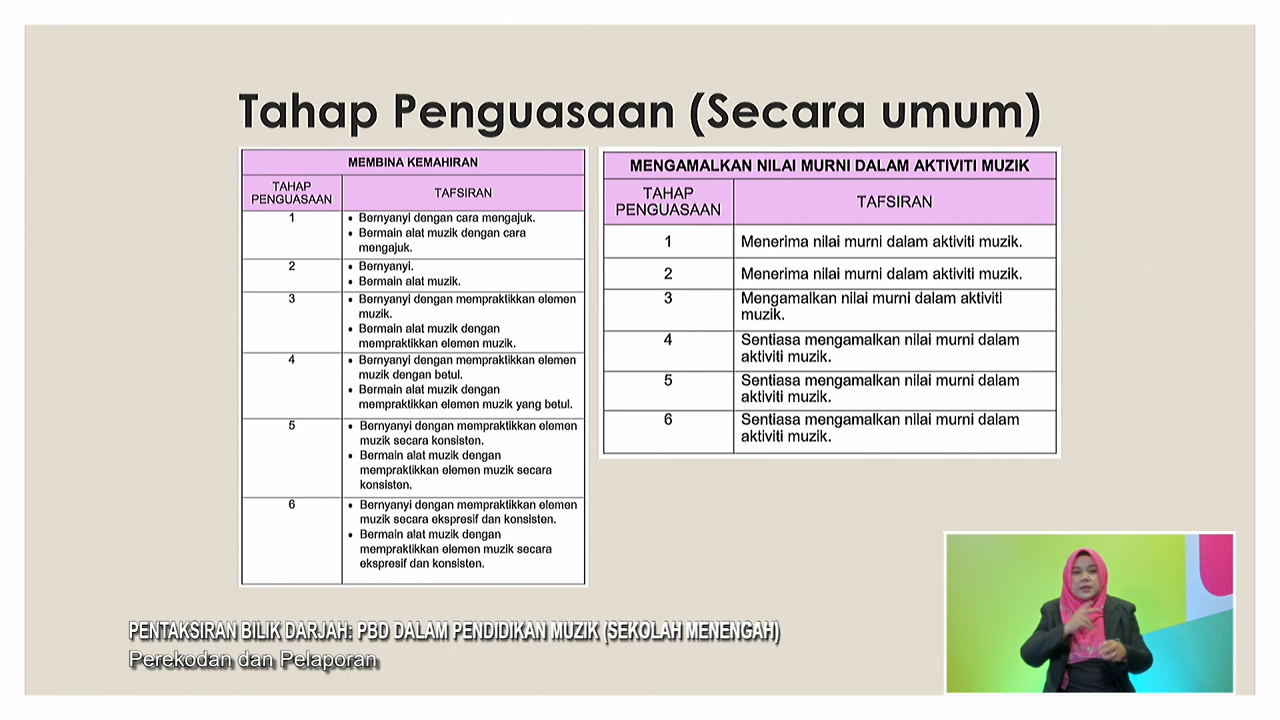 Tahap Penguasaan (Secara umum)
MEMBINA KEMAHIRAN
TAHAP
PENGUASAAN
TAFSIRAN
1
• Bernyanyi dengan cara mengajuk.
• Bermain alat muzik dengan cara
mengajuk.
2
• Bernyanyi.
• Bermain alat muzik.
3
• Bernyanyi dengan mempraktikkan elemen
muzik.
• Bermain alat muzik dengan
mempraktikkan elemen muzik.
4
• Bernyanyi dengan mempraktikkan elemen
muzik dengan betul.
• Bermain alat muzik dengan
mempraktikkan elemen muzik yang betul.
5
• Bernyanyi dengan mempraktikkan elemen
muzik secara konsisten.
• Bermain alat muzik dengan
mempraktikkan elemen muzik secara
konsisten.
6
• Bernyanyi dengan mempraktikkan elemen
muzik secara ekspresif dan konsisten.
• Bermain alat muzik dengan
mempraktikkan elemen muzik secara
ekspresif dan konsisten.
MENGAMALKAN NILAI MURNI DALAM AKTIVITI MUZIK
TAHAP
PENGUASAAN
TAFSIRAN
1
Menerima nilai murni dalam aktiviti muzik.
2
Menerima nilai murni dalam aktiviti muzik.
3
Mengamalkan nilai murni dalam aktiviti
muzik.
4
Sentiasa mengamalkan nilai murni dalam
aktiviti muzik.
5
Sentiasa mengamalkan nilai murni dalam
aktiviti muzik.
6
Sentiasa mengamalkan nilai murni dalam
aktiviti muzik.
PENTAKSIRAN BILIK DARJAH: PBD DALAM PENDIDIKAN MUZIK (SEKOLAH MENENGAH)
Perekodan dan Pelaporan